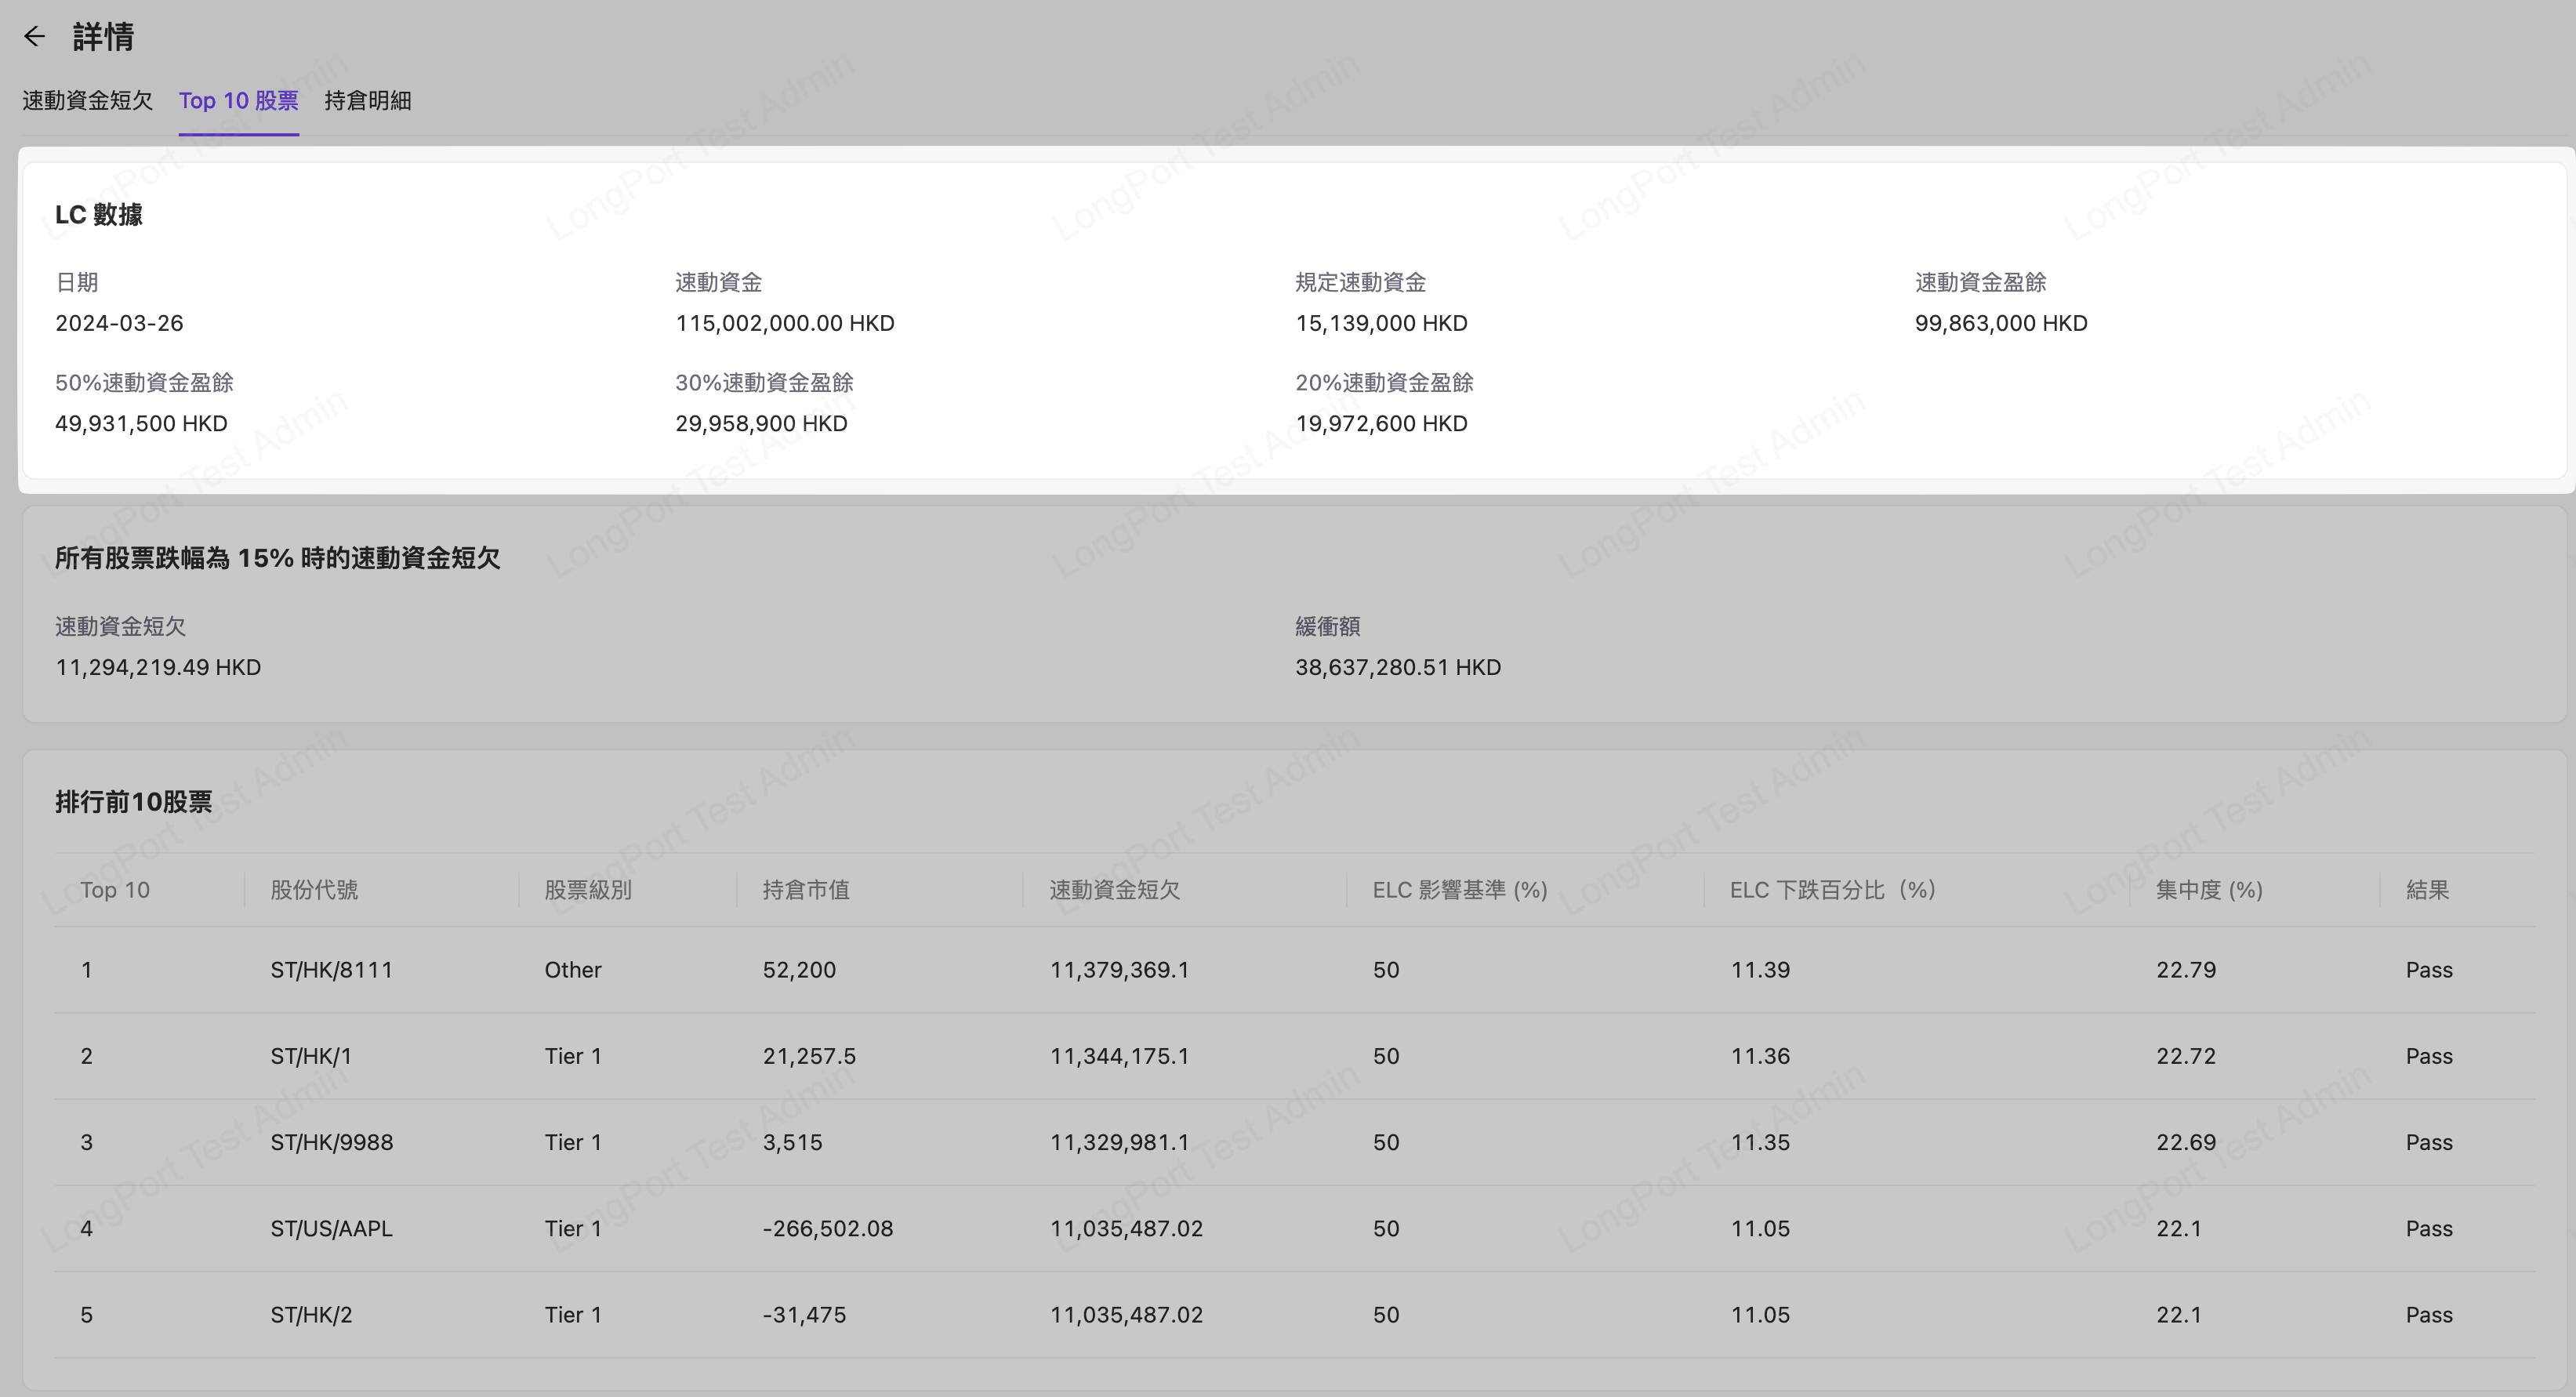 詳情
速動資金短欠 Top 10 股票 持倉明細
LC 數據
日期 速動資金 規定速動資金 速動資金盈餘
2024-03-26 115,002,000.00 HKD 15,139,000 HKD 99,863,000 HKD
50%速動資金盈餘 30%速動資金盈餘 20%速動資金盈餘
49,931,500 HKD 29,958,900 HKD 19,972,600 HKD
所有股票跌幅為 15% 時的速動資金短欠
速動資金短欠 緩衝額
11,294,219.49 HKD 38,637,280.51 HKD
排行前10股票
Top 10 股份代號 股票級別 持倉市值 速動資金短欠 ELC 影響基準 (%) ELC 下跌百分比（%） 集中度 (%) 結果
1 ST/HK/8111 Other 52,200 11,379,369.1 50 11.39 22.79 Pass
2 ST/HK/1 Tier 1 21,257.5 11,344,175.1 50 11.36 22.72 Pass
3 ST/HK/9988 Tier 1 3,515 11,329,981.1 50 11.35 22.69 Pass
4 ST/US/AAPL Tier 1 -266,502.08 11,035,487.02 50 11.05 22.1 Pass
5 ST/HK/2 Tier 1 -31,475 11,035,487.02 50 11.05 22.1 Pass
LongPort Test Admin